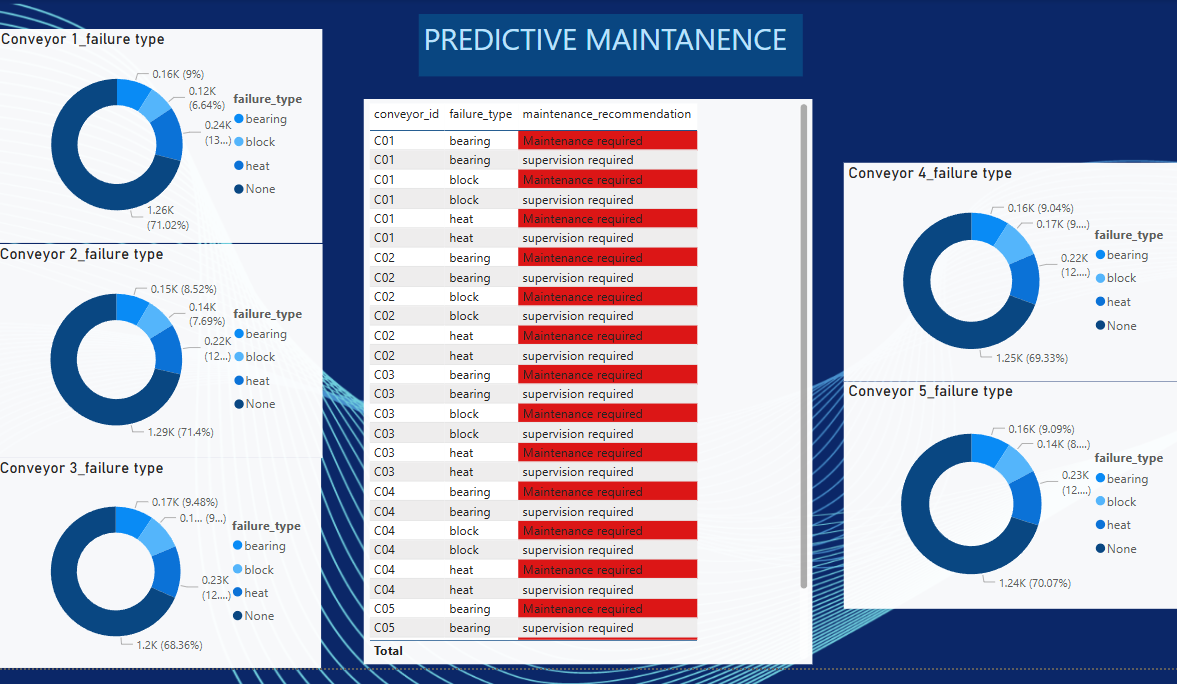 PREDICTIVE MAINTANENCE
Conveyor 1_failure type
0.16K (9%)
0.12K
(6.64%)
0.24K
(13...)
1.26K
(71.02%)
failure_type
bearing
block
heat
None
Conveyor 2_failure type
0.15K (8.52%)
0.14K
(7.69%)
0.22K
(12...)
1.29K (71.4%)
failure_type
bearing
block
heat
None
Conveyor 3_failure type
0.17K (9.48%)
0.1... (9...)
0.23K
(12....)
1.2K (68.36%)
failure_type
bearing
block
heat
None
conveyor_id failure_type maintenance_recommendation
C01 bearing Maintenance required
C01 bearing supervision required
C01 block Maintenance required
C01 block supervision required
C01 heat Maintenance required
C01 heat supervision required
C02 bearing Maintenance required
C02 bearing supervision required
C02 block Maintenance required
C02 block supervision required
C02 heat Maintenance required
C02 heat supervision required
C03 bearing Maintenance required
C03 bearing supervision required
C03 block Maintenance required
C03 block supervision required
C03 heat Maintenance required
C03 heat supervision required
C04 bearing Maintenance required
C04 bearing supervision required
C04 block Maintenance required
C04 block supervision required
C04 heat Maintenance required
C04 heat supervision required
C05 bearing Maintenance required
C05 bearing supervision required
Total
Conveyor 4_failure type
0.16K (9.04%)
0.17K (9....)
0.22K
(12....)
1.25K (69.33%)
failure_type
bearing
block
heat
None
Conveyor 5_failure type
0.16K (9.09%)
0.14K (8....)
0.23K
(12....)
1.24K (70.07%)
failure_type
bearing
block
heat
None